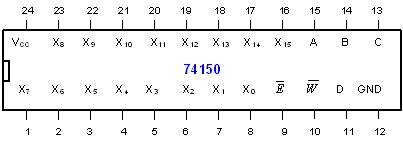 24 23 22 21 20 19 18 17 16 15 14 13
Vcc X₈ X₉ X₁₀ X₁₁ X₁₂ X₁₃ X₁₄ X₁₅ A B C
74150
X₇ X₆ X₅ X₄ X₃ X₂ X₁ X₀ E̅ W̅ D GND
1 2 3 4 5 6 7 8 9 10 11 12